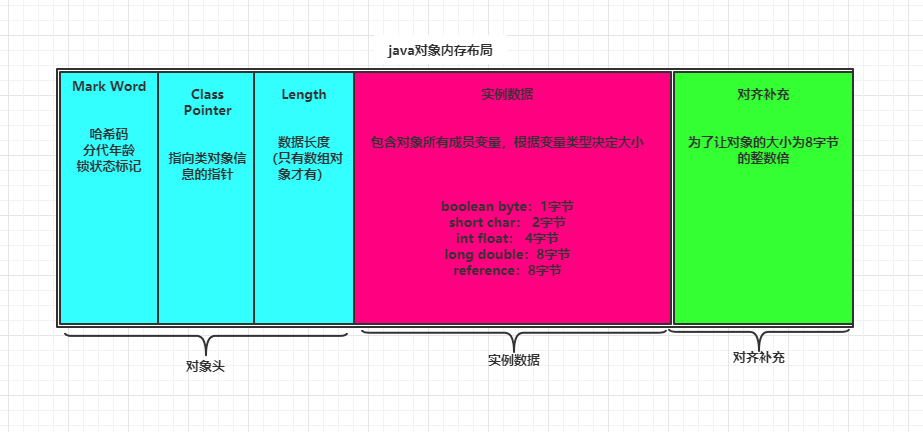 java对象内存布局
Mark Word
哈希码
分代年龄
锁状态标记
Class
Pointer
指向类对象信
息的指针
Length
数据长度
(只有数组对
象才有)
实例数据
包含对象所有成员变量，根据变量类型决定大小
boolean byte：1字节
short char： 2字节
int float： 4字节
long double：8字节
reference：8字节
对齐补充
为了让对象的大小为8字节
的整数倍
对象头
实例数据
对齐补充